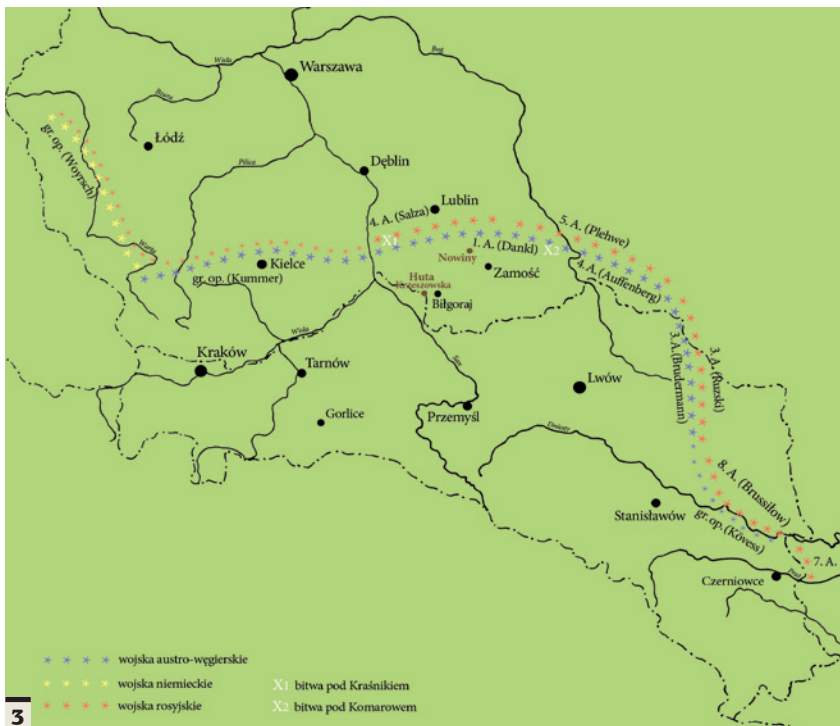 Wisła
Bug
Warszawa
Bzura
Łódź
gr. op. (Woyrsch)
Pilica
Dęblin
Lublin
4. A. (Salza)
X1
5. A. (Plehwe)
1. A. (Dankl)
X2
Nowiny
Warta
4. A. (Auffenberg)
Kielce
Zamość
gr. op. (Kummer)
Huta
Krzeszowska
Biłgoraj
Wisła
3. A. (Ruzski)
3. A. (Brudermann)
Kraków
Tarnów
San
Lwów
Gorlice
Przemyśl
Dniestr
8. A. (Brussiłow)
Stanisławów
gr. op. (Kövess)
7. A.
Prut
Czerniowce
wojska austro-węgierskie
wojska niemieckie
X1 bitwa pod Kraśnikiem
wojska rosyjskie
X2 bitwa pod Komarowem
3